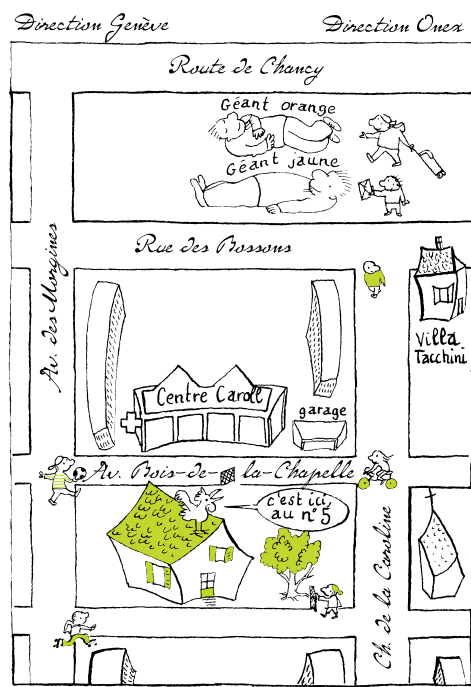 Direction Genève
Direction Onex
Route de Chancy
Géant orange
Géant jaune
Av. des Morgines
Rue des Bossons
Villa
Tacchini
Centre Caroll
garage
Av. Bois-de-la-Chapelle
c'est ici,
au n° 5
Ch. de la Caroline